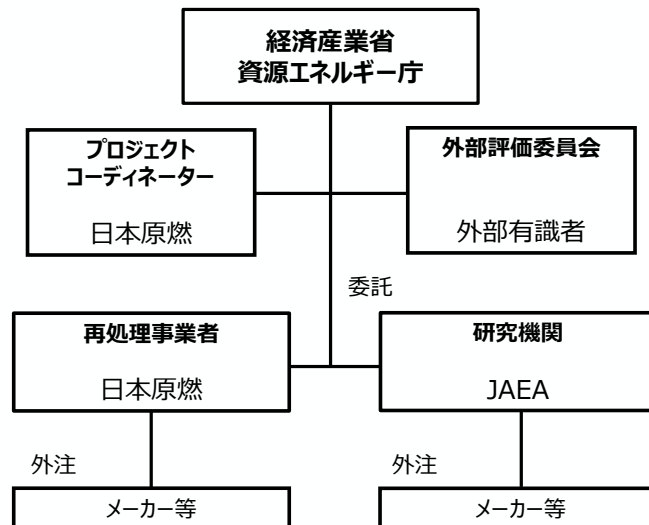 経済産業省
資源エネルギー庁
プロジェクト
コーディネーター
日本原燃
外部評価委員会
外部有識者
委託
再処理事業者
日本原燃
研究機関
JAEA
外注
外注
メーカー等
メーカー等